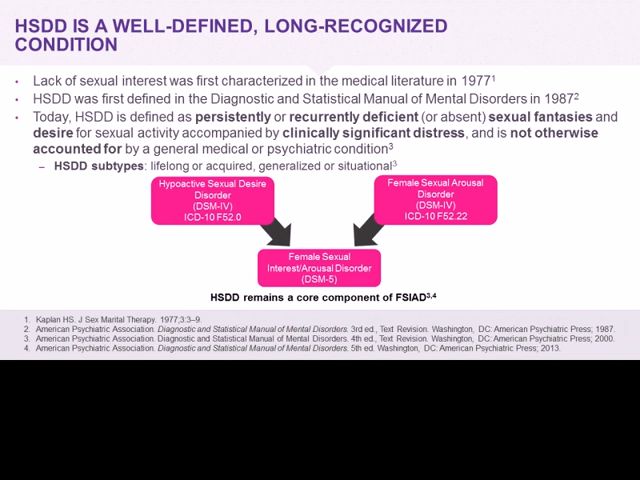 HSDD IS A WELL-DEFINED, LONG-RECOGNIZED
CONDITION
• Lack of sexual interest was first characterized in the medical literature in 1977¹
• HSDD was first defined in the Diagnostic and Statistical Manual of Mental Disorders in 1987²
• Today, HSDD is defined as persistently or recurrently deficient (or absent) sexual fantasies and
desire for sexual activity accompanied by clinically significant distress, and is not otherwise
accounted for by a general medical or psychiatric condition³
– HSDD subtypes: lifelong or acquired, generalized or situational³
Hypoactive Sexual Desire
Disorder
(DSM-IV)
ICD-10 F52.0
Female Sexual Arousal
Disorder
(DSM-IV)
ICD-10 F52.22
Female Sexual
Interest/Arousal Disorder
(DSM-5)
HSDD remains a core component of FSIAD³,⁴
1. Kaplan HS. J Sex Marital Therapy. 1977;3:3–9.
2. American Psychiatric Association. Diagnostic and Statistical Manual of Mental Disorders. 3rd ed., Text Revision. Washington, DC: American Psychiatric Press; 1987.
3 American Psychiatric Association. Diagnostic and Statistical Manual of Mental Disorders. 4th ed., Text Revision. Washington, DC: American Psychiatric Press; 2000.
4. American Psychiatric Association. Diagnostic and Statistical Manual of Mental Disorders. 5th ed. Washington, DC: American Psychiatric Press; 2013.